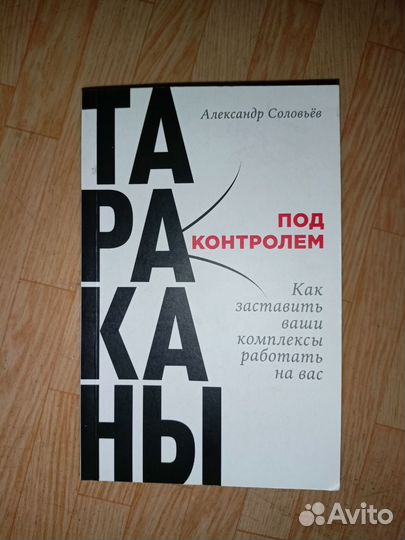 Александр Соловьёв
ТА
РА
КА
НЫ
ПОД
КОНТРОЛЕМ
Как
заставить
ваши
комплексы
работать
на вас
Avito